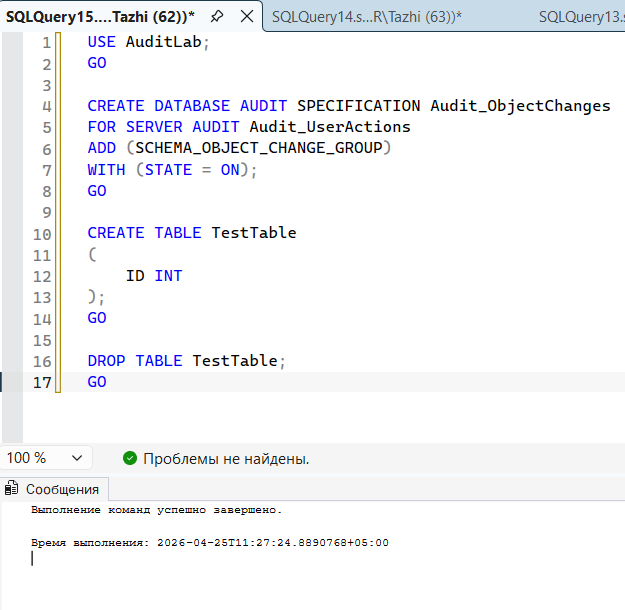 SQLQuery15....Tazhi (62))* SQLQuery14.s...R\Tazhi (63))* SQLQuery13.s
1 USE AuditLab;
2 GO
3
4 CREATE DATABASE AUDIT SPECIFICATION Audit_ObjectChanges
5 FOR SERVER AUDIT Audit_UserActions
6 ADD (SCHEMA_OBJECT_CHANGE_GROUP)
7 WITH (STATE = ON);
8 GO
9
10 CREATE TABLE TestTable
11 (
12 ID INT
13 );
14 GO
15
16 DROP TABLE TestTable;
17 GO
100 % Проблемы не найдены.
Сообщения
Выполнение команд успешно завершено.
Время выполнения: 2026-04-25T11:27:24.8890768+05:00